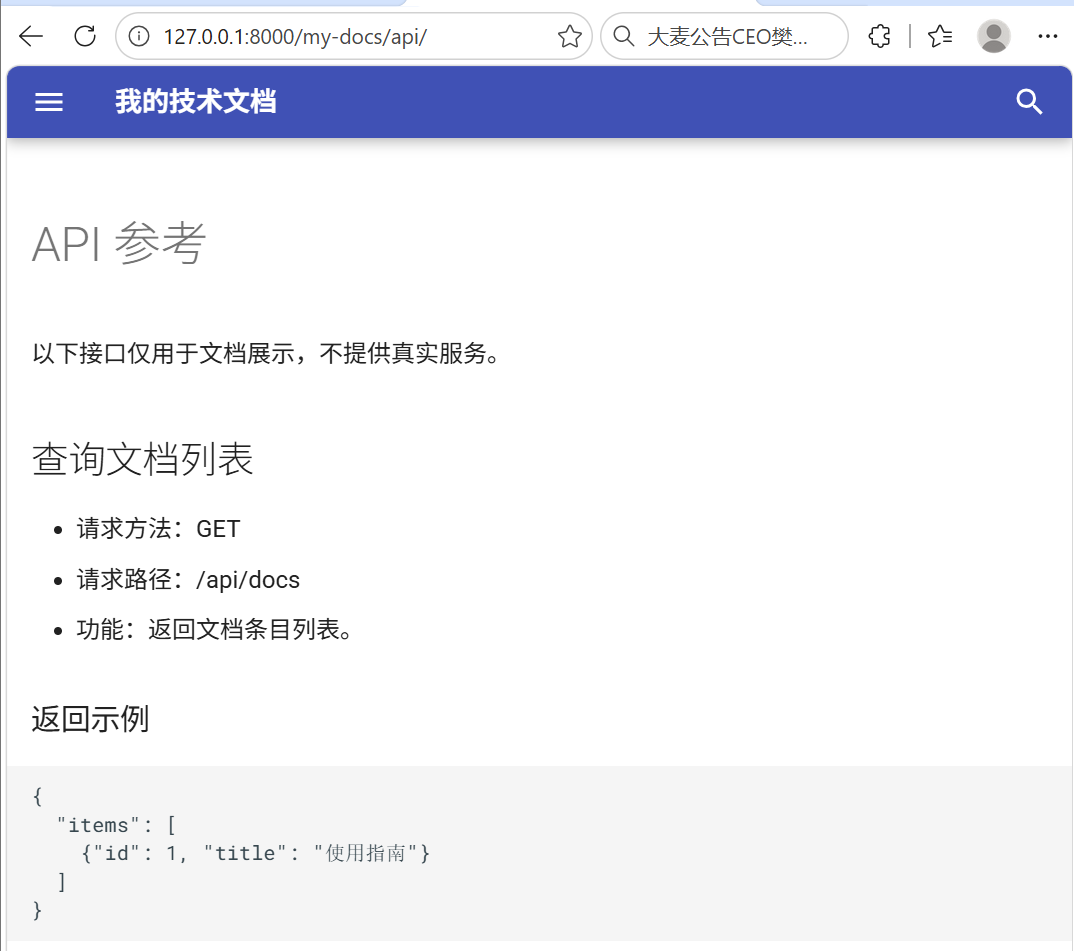 127.0.0.1:8000/my-docs/api/
大麦公告CEO樊...
我的技术文档
API 参考
以下接口仅用于文档展示，不提供真实服务。
查询文档列表
• 请求方法：GET
• 请求路径：/api/docs
• 功能：返回文档条目列表。
返回示例
{
  "items": [
    {"id": 1, "title": "使用指南"}
  ]
}